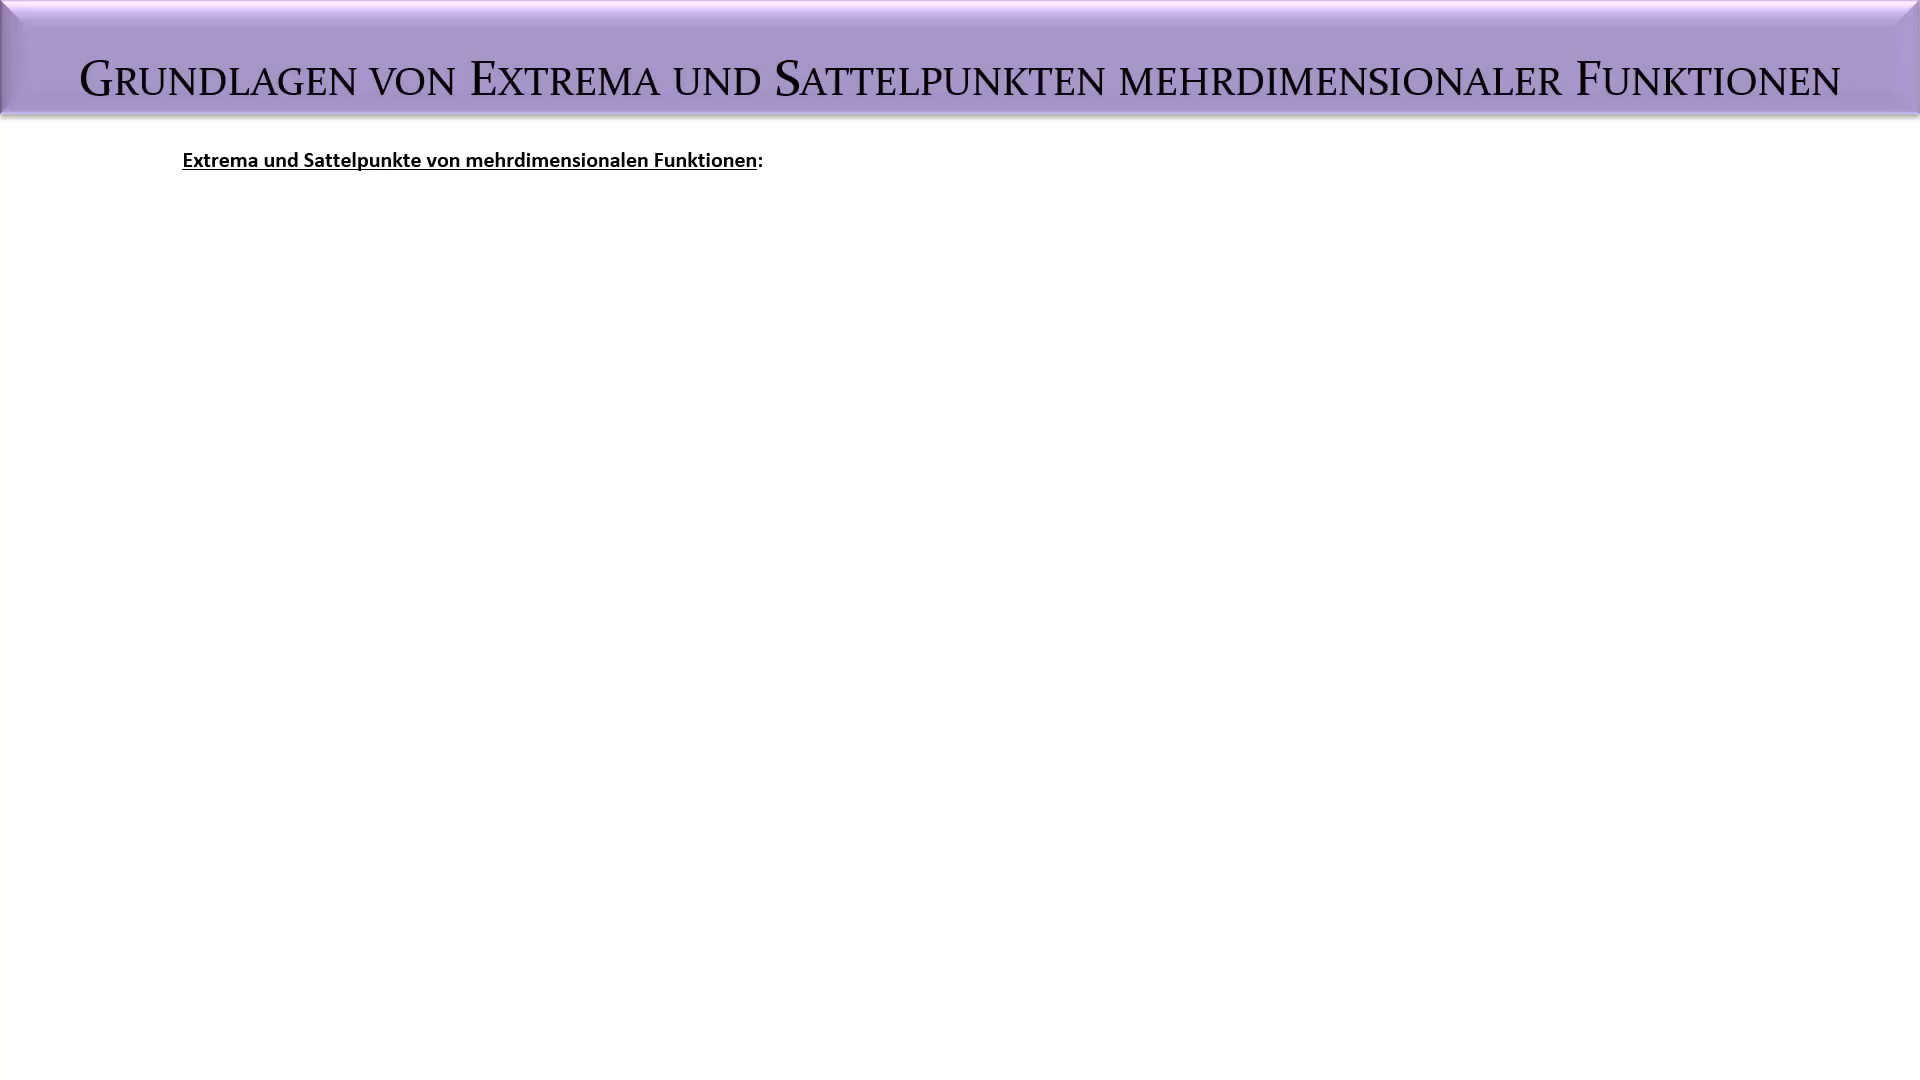 Grundlagen von Extrema und Sattelpunkten mehrdimensionaler Funktionen
Extrema und Sattelpunkte von mehrdimensionalen Funktionen: